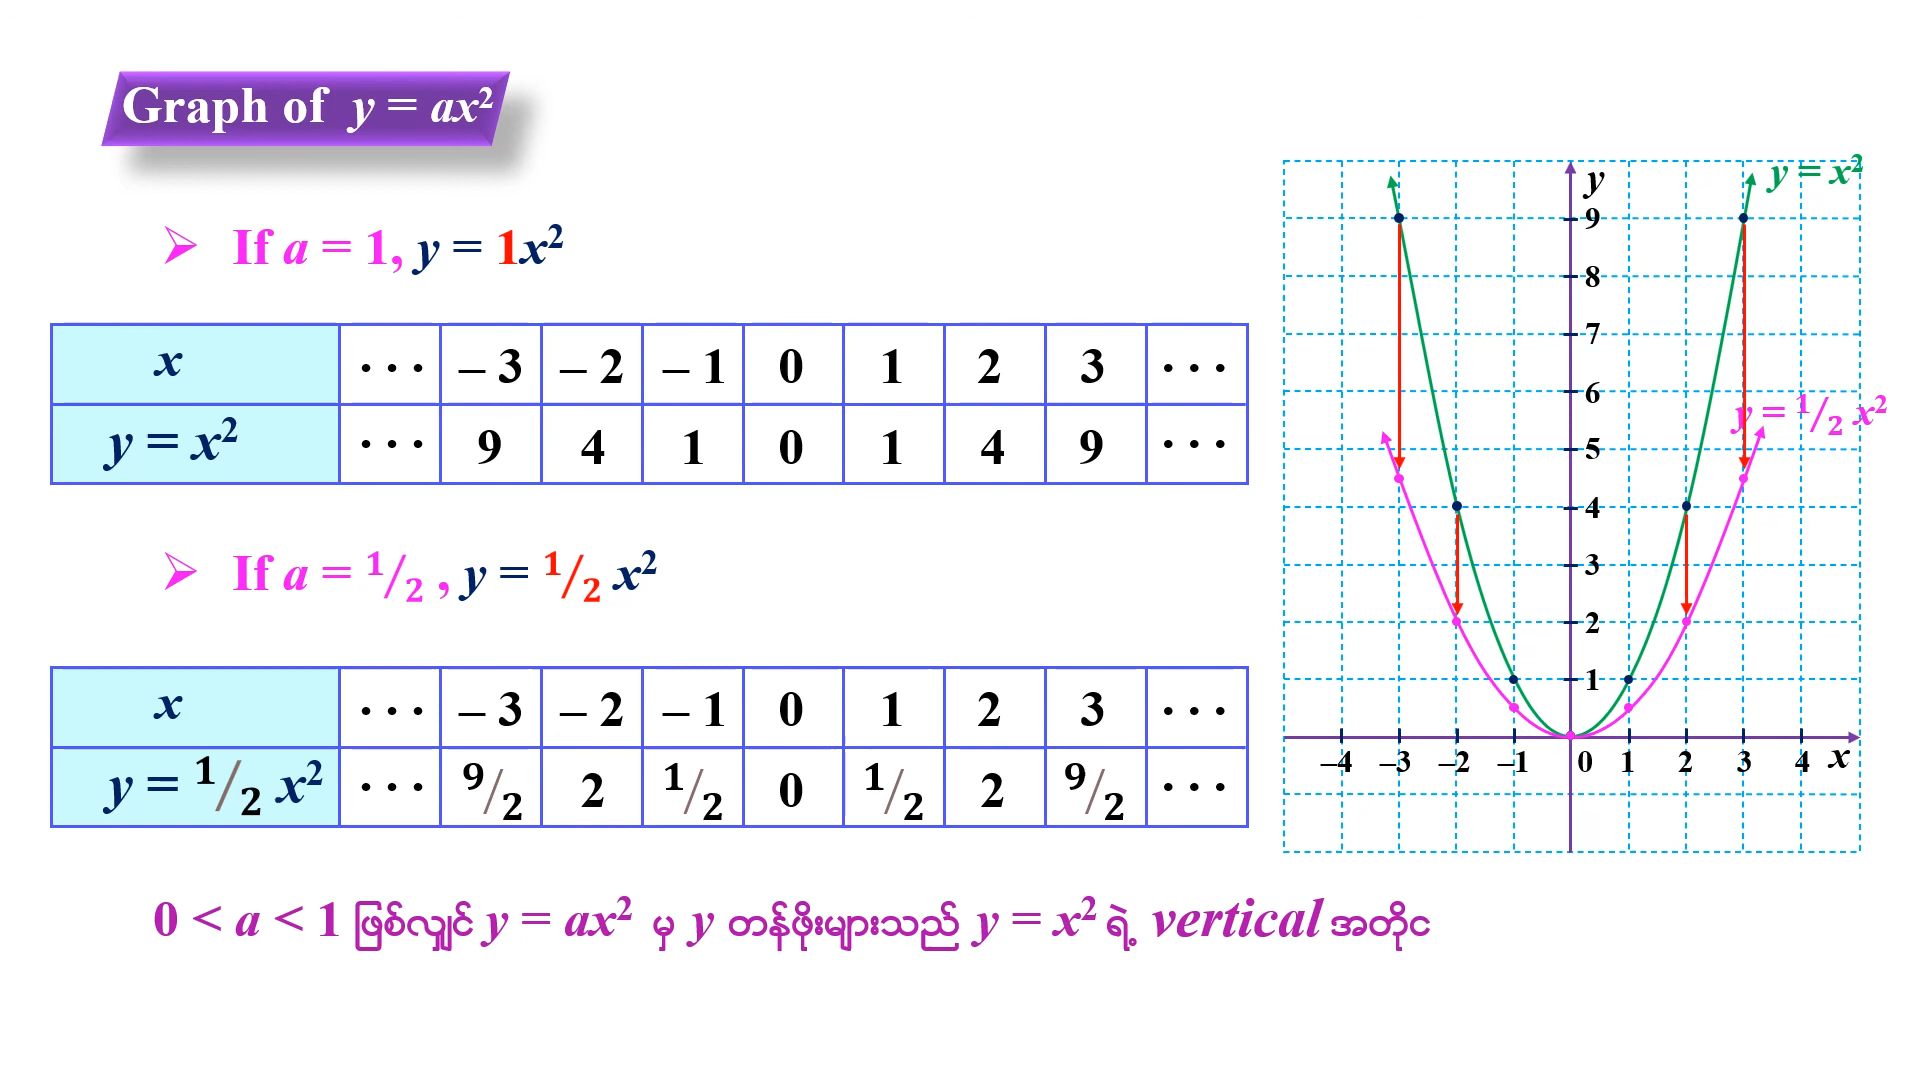 Graph of y = ax²
If a = 1, y = 1x²
x ··· – 3 – 2 – 1 0 1 2 3 ···
y = x² ··· 9 4 1 0 1 4 9 ···
If a = 1/2 , y = 1/2 x²
x ··· – 3 – 2 – 1 0 1 2 3 ···
y = 1/2 x² ··· 9/2 2 1/2 0 1/2 2 9/2 ···
0 < a < 1 ဖြစ်လျှင် y = ax² မှ y တန်ဖိုးများသည် y = x² ရဲ့ vertical အတိုင
y = x²
y
9
8
7
6
y = 1/2 x²
5
4
3
2
1
–4 –3 –2 –1 0 1 2 3 4 x